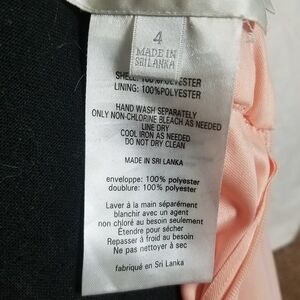 4
MADE IN
SRI LANKA
SHELL: 100% POLYESTER
LINING: 100%POLYESTER
HAND WASH SEPARATELY
ONLY NON-CHLORINE BLEACH AS NEEDED
LINE DRY
COOL IRON AS NEEDED
DO NOT DRY CLEAN
MADE IN SRI LANKA
enveloppe: 100% polyester
doublure: 100% polyester
Laver à la main séparément
blanchir avec un agent
non chloré au besoin seulement
Étendre pour sécher
Repasser à froid au besoin
Ne pas nettoyer à sec
fabriqué en Sri Lanka